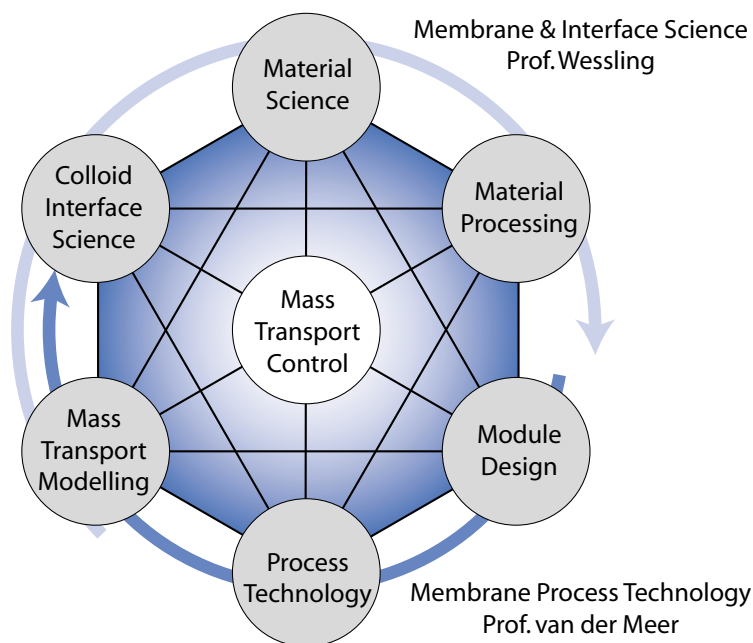 Membrane & Interface Science
Prof. Wessling
Material
Science
Colloid
Interface
Science
Material
Processing
Mass
Transport
Control
Mass
Transport
Modelling
Module
Design
Process
Technology
Membrane Process Technology
Prof. van der Meer